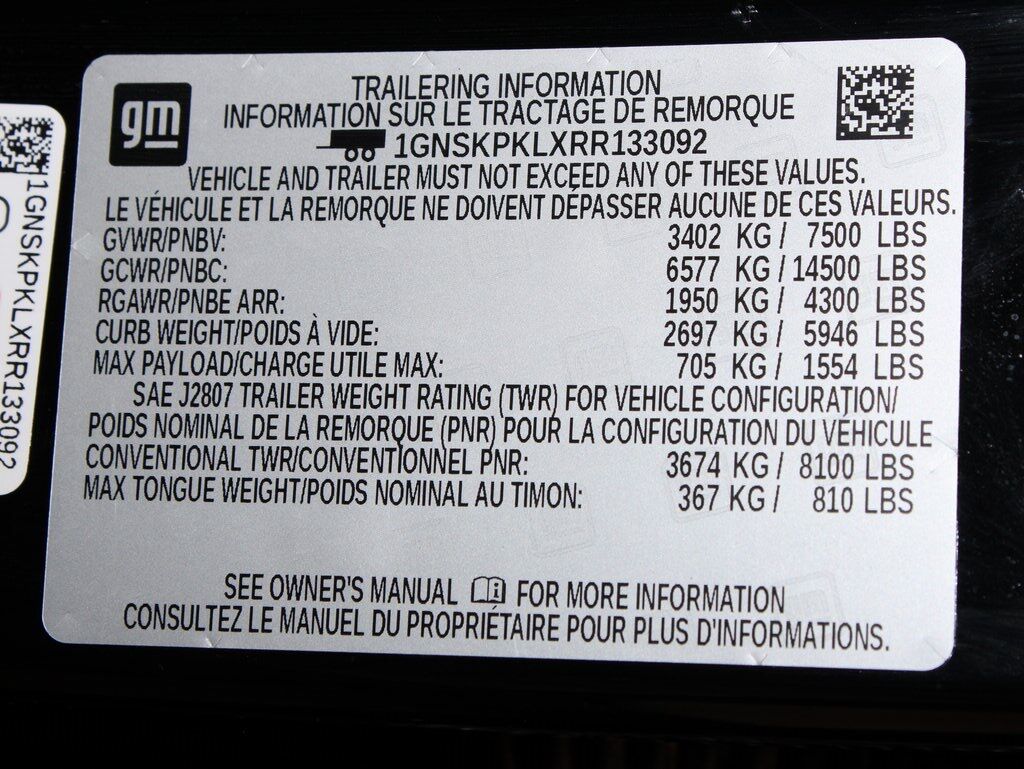 gm
TRAILERING INFORMATION
INFORMATION SUR LE TRACTAGE DE REMORQUE
1GNSKPKLXRR133092
VEHICLE AND TRAILER MUST NOT EXCEED ANY OF THESE VALUES.
LE VÉHICULE ET LA REMORQUE NE DOIVENT DÉPASSER AUCUNE DE CES VALEURS.
GVWR/PNBV: 3402 KG / 7500 LBS
GCWR/PNBC: 6577 KG / 14500 LBS
RGAWR/PNBE ARR: 1950 KG / 4300 LBS
CURB WEIGHT/POIDS À VIDE: 2697 KG / 5946 LBS
MAX PAYLOAD/CHARGE UTILE MAX: 705 KG / 1554 LBS
SAE J2807 TRAILER WEIGHT RATING (TWR) FOR VEHICLE CONFIGURATION/
POIDS NOMINAL DE LA REMORQUE (PNR) POUR LA CONFIGURATION DU VÉHICULE
CONVENTIONAL TWR/CONVENTIONNEL PNR: 3674 KG / 8100 LBS
MAX TONGUE WEIGHT/POIDS NOMINAL AU TIMON: 367 KG / 810 LBS
SEE OWNER'S MANUAL FOR MORE INFORMATION
CONSULTEZ LE MANUEL DU PROPRIÉTAIRE POUR PLUS D'INFORMATIONS.
1GNSKPKLXRR133092